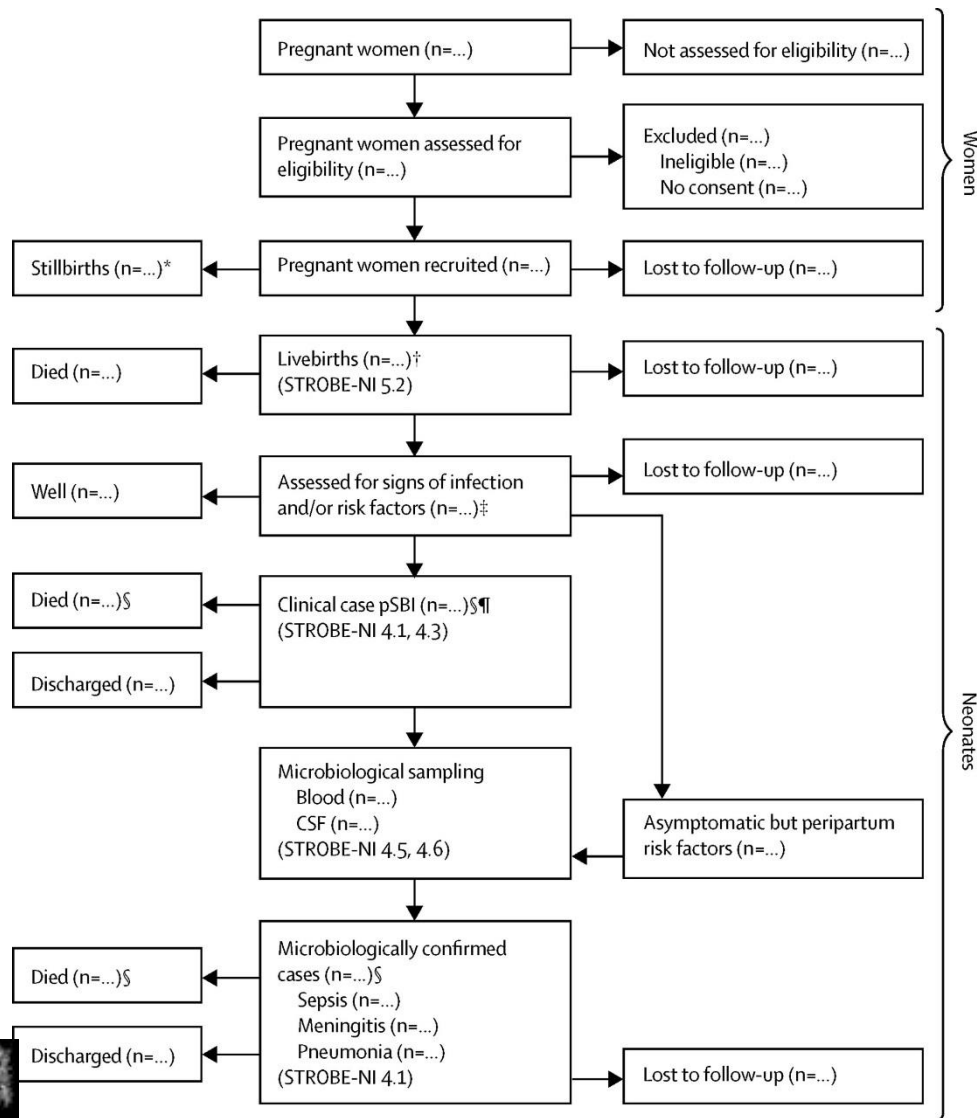 Pregnant women (n=...)
Not assessed for eligibility (n=...)
Pregnant women assessed for
eligibility (n=...)
Excluded (n=...)
Ineligible (n=...)
No consent (n=...)
Women
Stillbirths (n=...)*
Pregnant women recruited (n=...)
Lost to follow-up (n=...)
Died (n=...)
Livebirths (n=...)†
(STROBE-NI 5.2)
Lost to follow-up (n=...)
Well (n=...)
Assessed for signs of infection
and/or risk factors (n=...)‡
Lost to follow-up (n=...)
Died (n=...)§
Discharged (n=...)
Clinical case pSBI (n=...)§¶
(STROBE-NI 4.1, 4.3)
Neonates
Microbiological sampling
Blood (n=...)
CSF (n=...)
(STROBE-NI 4.5, 4.6)
Asymptomatic but peripartum
risk factors (n=...)
Died (n=...)§
Discharged (n=...)
Microbiologically confirmed
cases (n=...)§
Sepsis (n=...)
Meningitis (n=...)
Pneumonia (n=...)
(STROBE-NI 4.1)
Lost to follow-up (n=...)